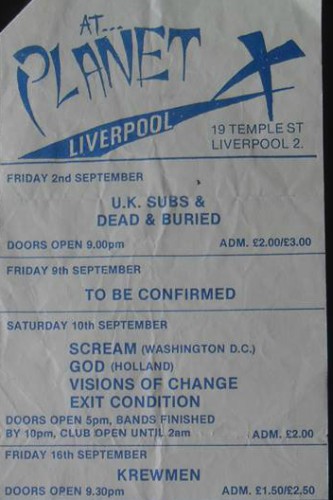 AT...
PLANET X
LIVERPOOL
19 TEMPLE ST
LIVERPOOL 2.
FRIDAY 2nd SEPTEMBER
U.K. SUBS &
DEAD & BURIED
DOORS OPEN 9.00pm ADM. £2.00/£3.00
FRIDAY 9th SEPTEMBER
TO BE CONFIRMED
SATURDAY 10th SEPTEMBER
SCREAM (WASHINGTON D.C.)
GOD (HOLLAND)
VISIONS OF CHANGE
EXIT CONDITION
DOORS OPEN 5pm, BANDS FINISHED
BY 10pm, CLUB OPEN UNTIL 2am ADM. £2.00
FRIDAY 16th SEPTEMBER
KREWMEN
DOORS OPEN 9.30pm ADM. £1.50/£2.50